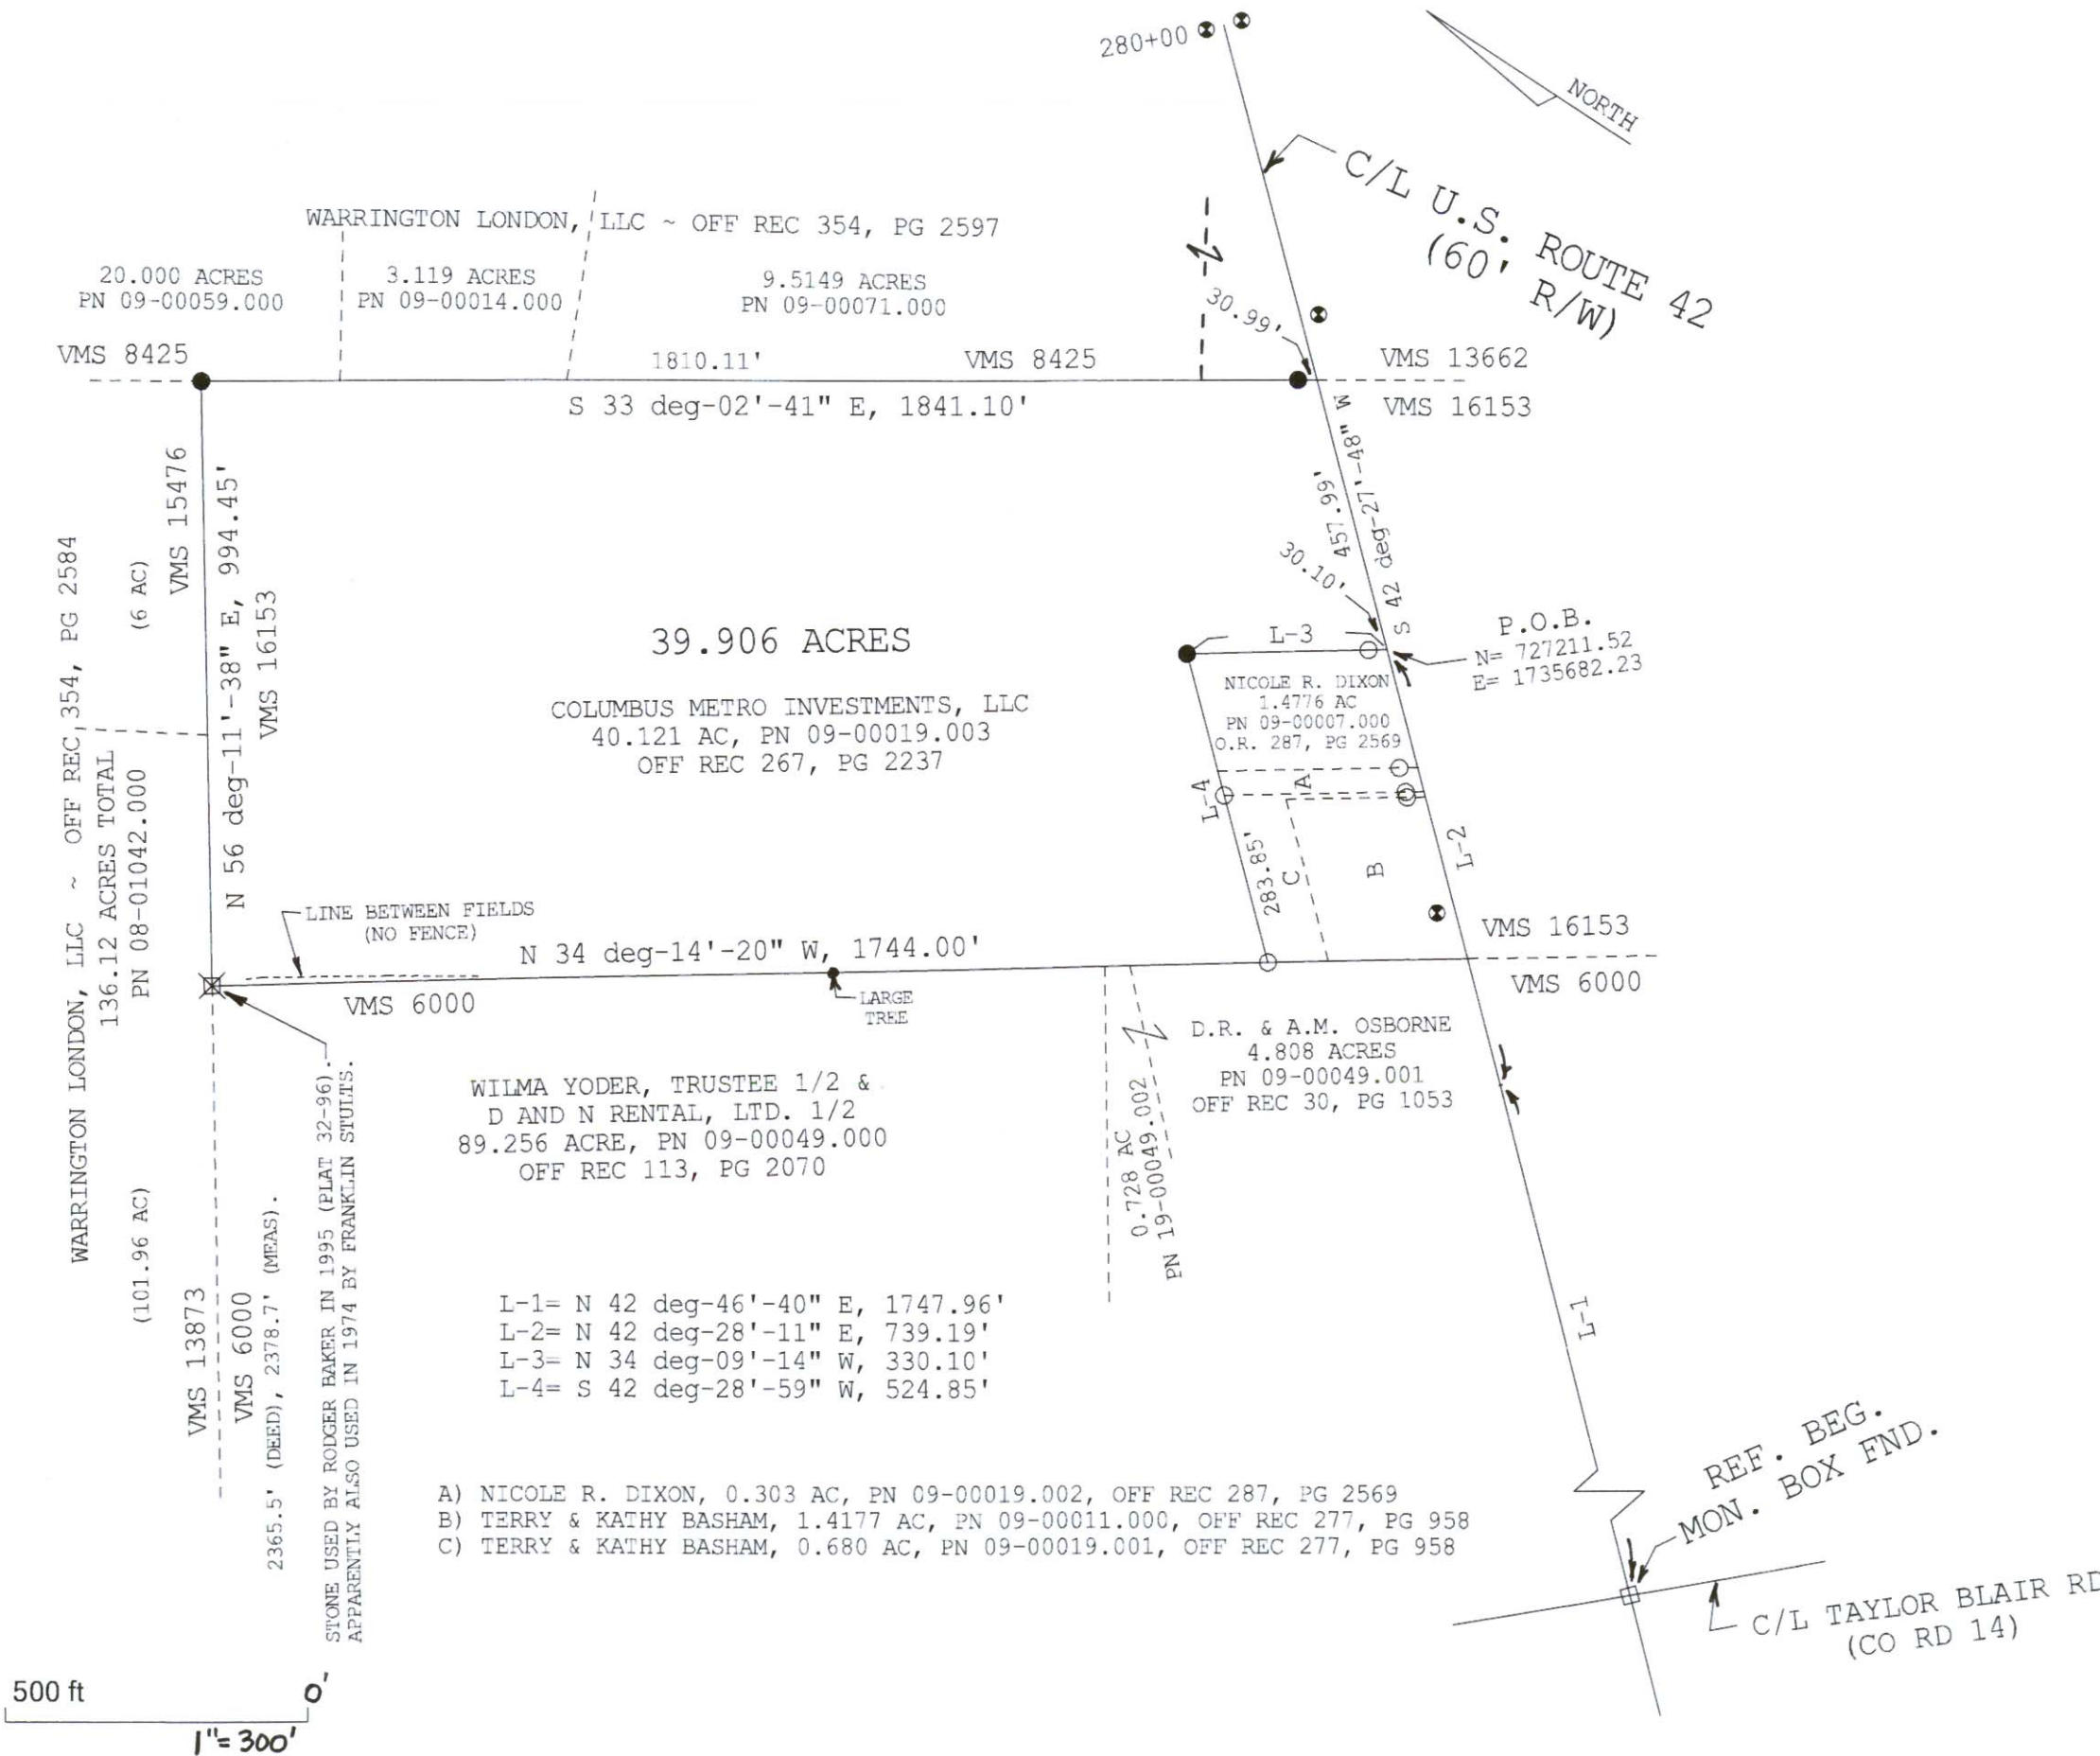 280+00
NORTH
C/L U.S. ROUTE 42
(60' R/W)
WARRINGTON LONDON, LLC ~ OFF REC 354, PG 2597
20.000 ACRES
PN 09-00059.000
3.119 ACRES
PN 09-00014.000
9.5149 ACRES
PN 09-00071.000
30.99'
VMS 8425
1810.11'
VMS 8425
VMS 13662
S 33 deg-02'-41" E, 1841.10'
VMS 16153
WARRINGTON LONDON, LLC ~ OFF REC 354, PG 2584
136.12 ACRES TOTAL
PN 08-01042.000
(6 AC)
(101.96 AC)
VMS 15476
N 56 deg-11'-38" E, 994.45'
VMS 16153
457.99'
S 42 deg-27'-48" W
30.10'
39.906 ACRES
COLUMBUS METRO INVESTMENTS, LLC
40.121 AC, PN 09-00019.003
OFF REC 267, PG 2237
L-3
P.O.B.
N= 727211.52
E= 1735682.23
NICOLE R. DIXON
1.4776 AC
PN 09-00007.000
O.R. 287, PG 2569
A
L-4
283.85'
C
B
L-2
LINE BETWEEN FIELDS
(NO FENCE)
N 34 deg-14'-20" W, 1744.00'
VMS 16153
VMS 6000
VMS 6000
LARGE
TREE
D.R. & A.M. OSBORNE
4.808 ACRES
PN 09-00049.001
OFF REC 30, PG 1053
WILMA YODER, TRUSTEE 1/2 &
D AND N RENTAL, LTD. 1/2
89.256 ACRE, PN 09-00049.000
OFF REC 113, PG 2070
0.728 AC
PN 19-00049.002
VMS 13873
VMS 6000
2365.5' (DEED), 2378.7' (MEAS).
STONE USED BY RODGER BAKER IN 1995 (PLAT 32-96).
APPARENTLY ALSO USED IN 1974 BY FRANKLIN STULTS.
L-1= N 42 deg-46'-40" E, 1747.96'
L-2= N 42 deg-28'-11" E, 739.19'
L-3= N 34 deg-09'-14" W, 330.10'
L-4= S 42 deg-28'-59" W, 524.85'
L-1
A) NICOLE R. DIXON, 0.303 AC, PN 09-00019.002, OFF REC 287, PG 2569
B) TERRY & KATHY BASHAM, 1.4177 AC, PN 09-00011.000, OFF REC 277, PG 958
C) TERRY & KATHY BASHAM, 0.680 AC, PN 09-00019.001, OFF REC 277, PG 958
REF. BEG.
MON. BOX FND.
C/L TAYLOR BLAIR RD
(CO RD 14)
500 ft
0'
1"=300'